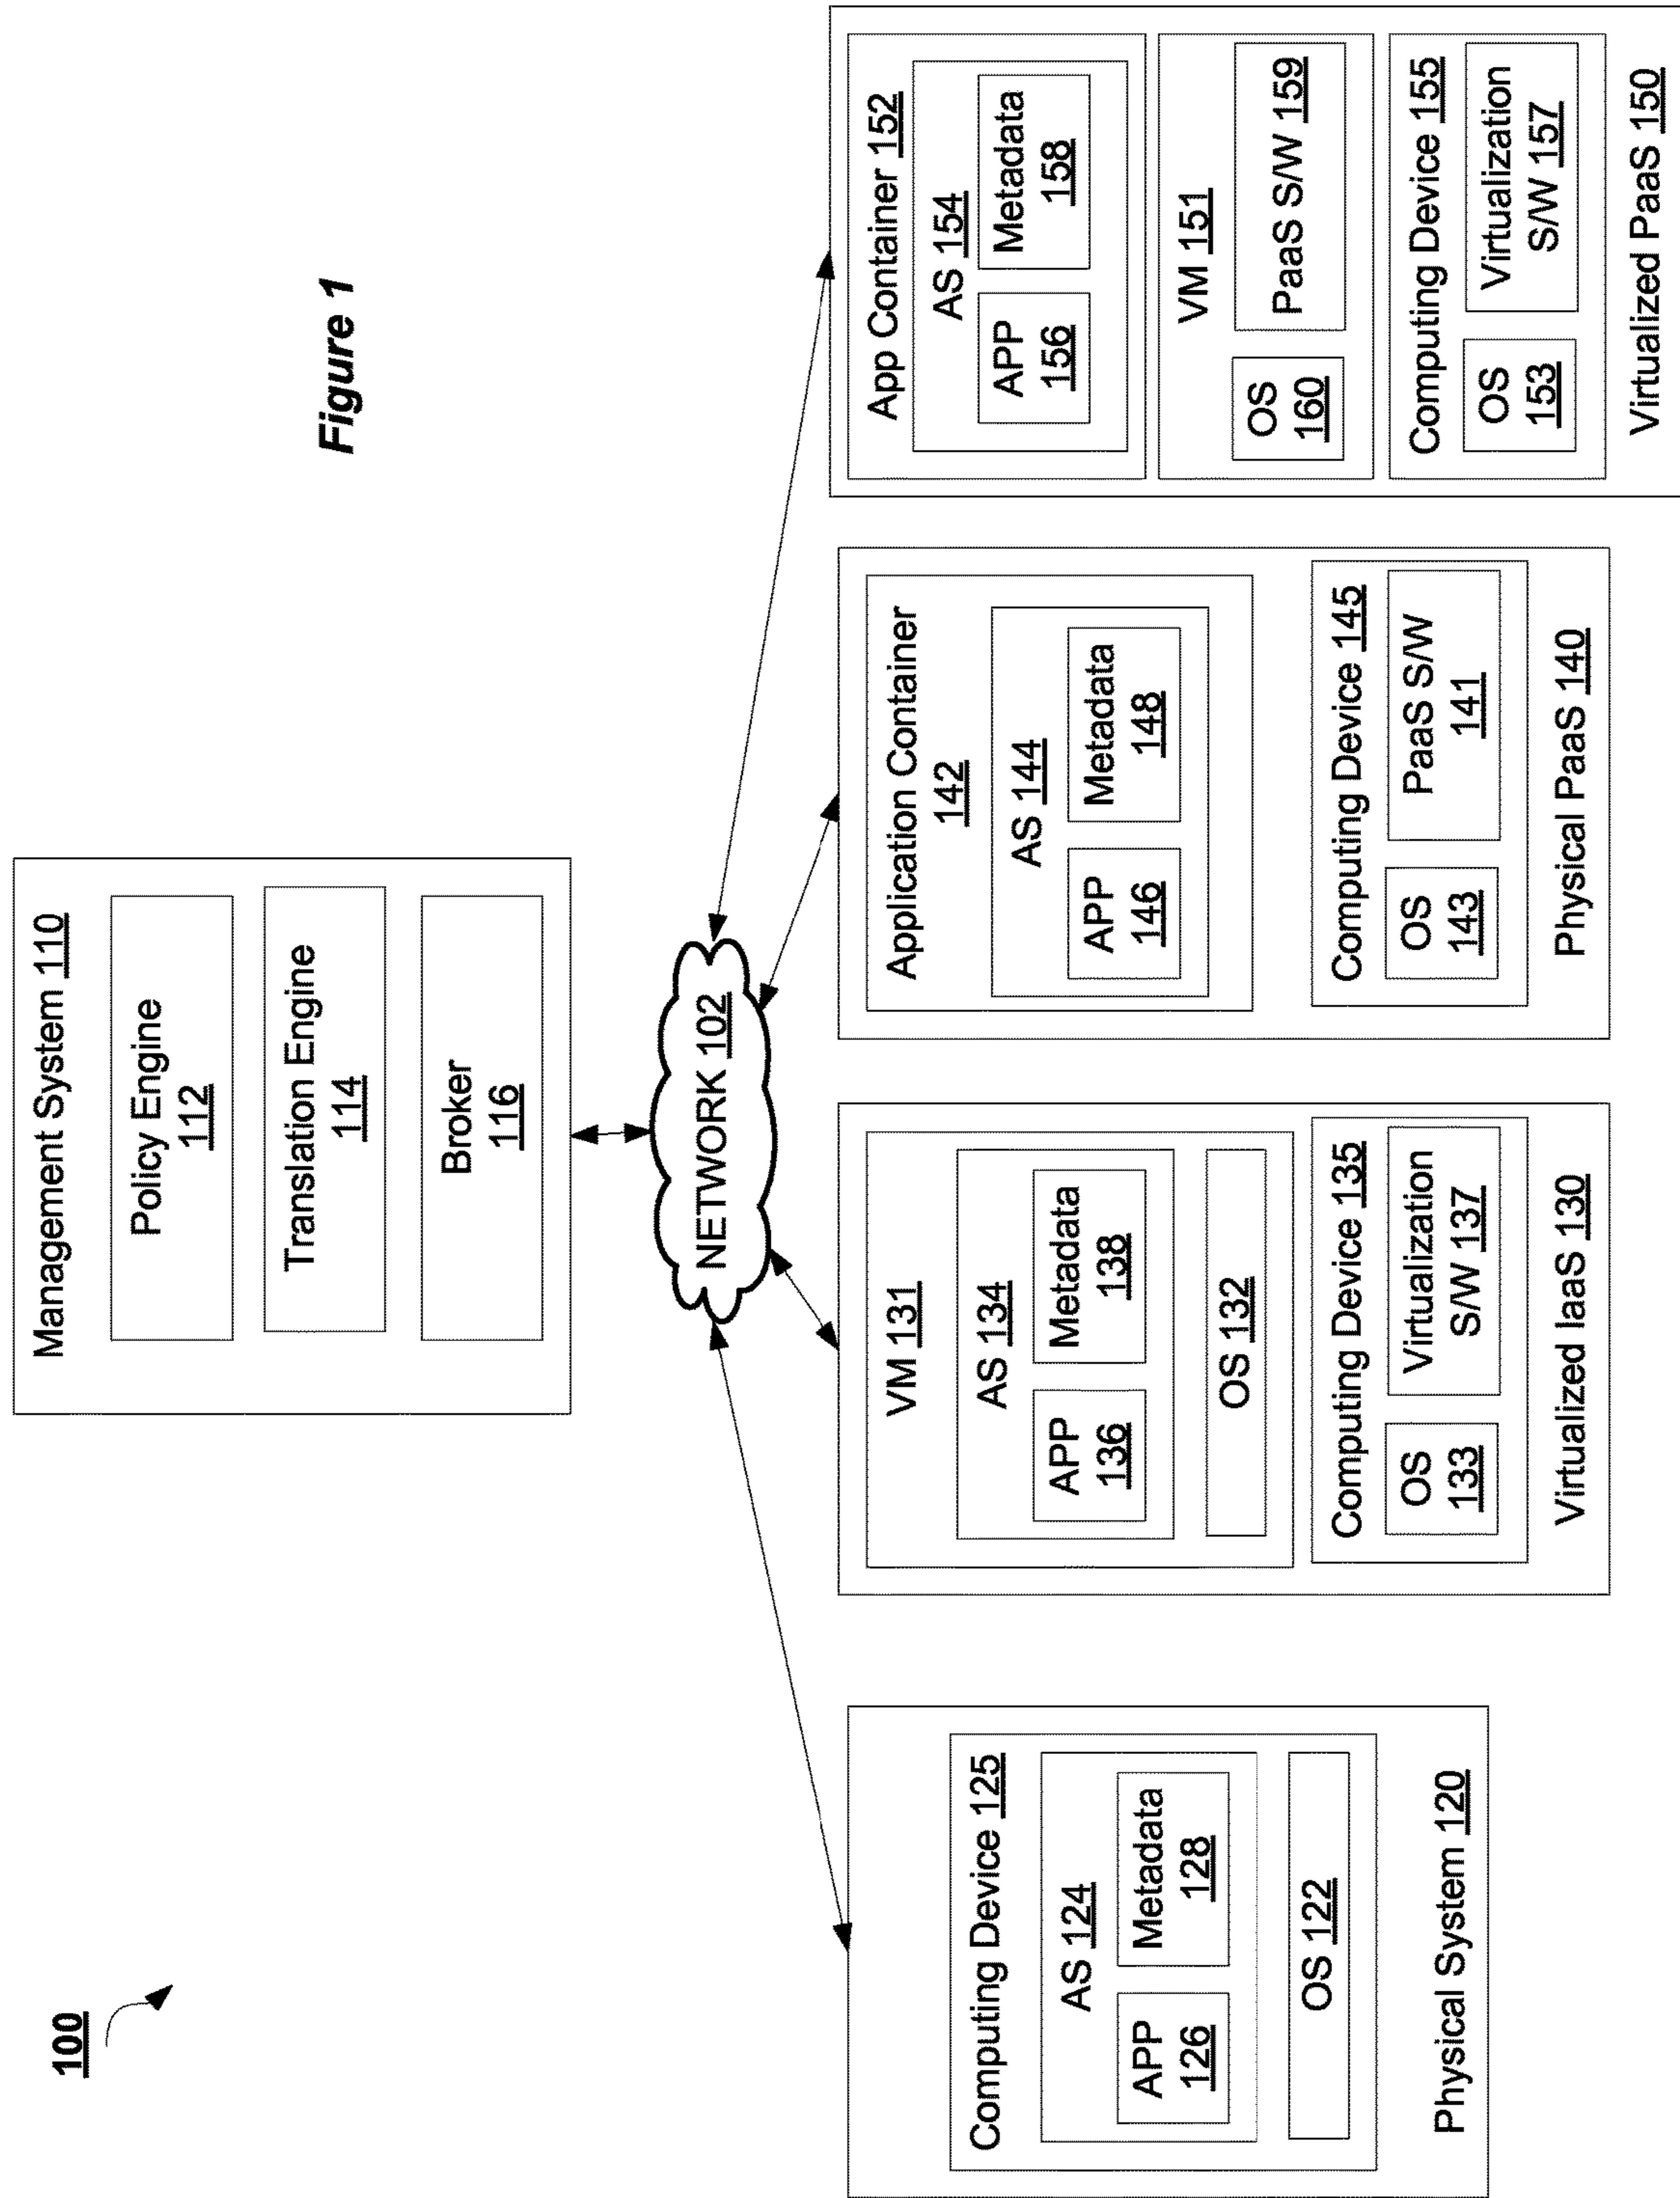 100
Figure 1
Management System 110
Policy Engine
112
Translation Engine
114
Broker
116
NETWORK 102
Computing Device 125
AS 124
APP
126
Metadata
128
OS 122
Physical System 120
VM 131
AS 134
APP
136
Metadata
138
OS 132
Computing Device 135
OS
133
Virtualization
S/W 137
Virtualized IaaS 130
Application Container
142
AS 144
APP
146
Metadata
148
Computing Device 145
OS
143
PaaS S/W
141
Physical PaaS 140
App Container 152
AS 154
APP
156
Metadata
158
VM 151
OS
160
PaaS S/W 159
Computing Device 155
OS
153
Virtualization
S/W 157
Virtualized PaaS 150